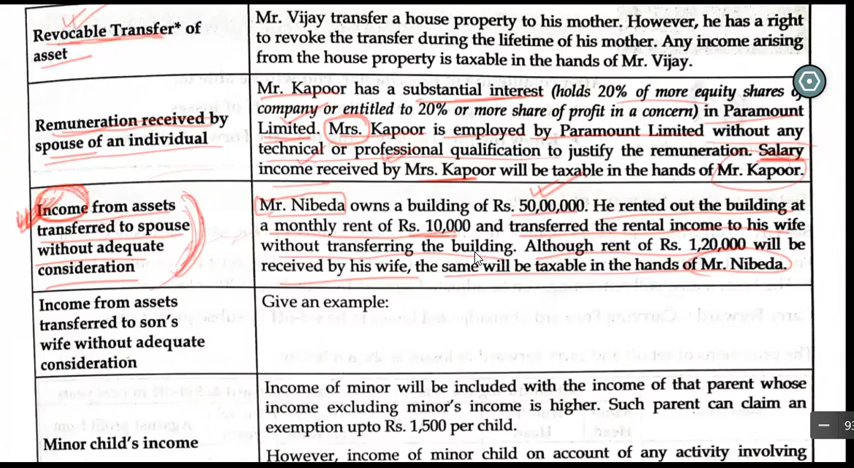 Revocable Transfer* of
asset
Mr. Vijay transfer a house property to his mother. However, he has a right
to revoke the transfer during the lifetime of his mother. Any income arising
from the house property is taxable in the hands of Mr. Vijay.
Remuneration received by
spouse of an individual
Mr. Kapoor has a substantial interest (holds 20% of more equity shares of
company or entitled to 20% or more share of profit in a concern) in Paramount
Limited. Mrs. Kapoor is employed by Paramount Limited without any
technical or professional qualification to justify the remuneration. Salary
income received by Mrs. Kapoor will be taxable in the hands of Mr. Kapoor.
Income from assets
transferred to spouse
without adequate
consideration
Mr. Nibeda owns a building of Rs. 50,00,000. He rented out the building at
a monthly rent of Rs. 10,000 and transferred the rental income to his wife
without transferring the building. Although rent of Rs. 1,20,000 will be
received by his wife, the same will be taxable in the hands of Mr. Nibeda.
Income from assets
transferred to son's
wife without adequate
consideration
Give an example:
Minor child's income
Income of minor will be included with the income of that parent whose
income excluding minor's income is higher. Such parent can claim an
exemption upto Rs. 1,500 per child.
However, income of minor child on account of any activity involving
93